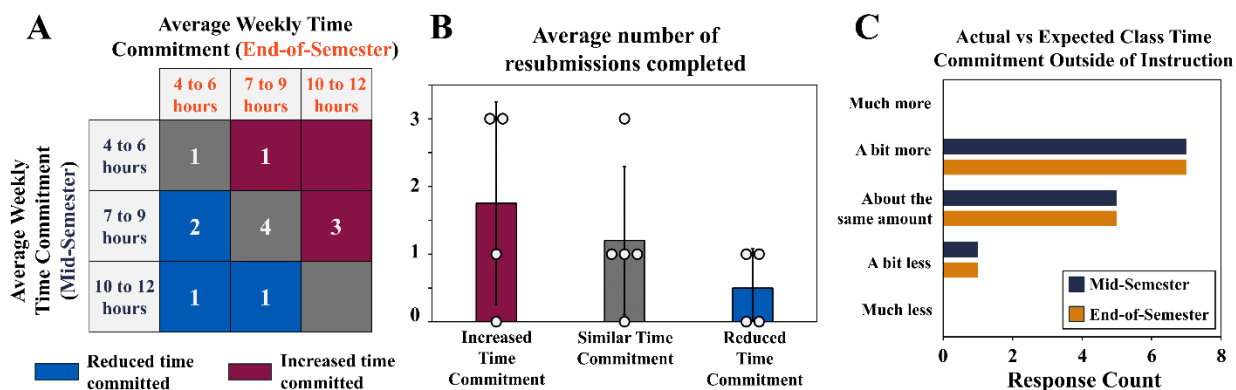 A
Average Weekly Time
Commitment (End-of-Semester)
4 to 6
hours
7 to 9
hours
10 to 12
hours
Average Weekly
Time Commitment
(Mid-Semester)
4 to 6
hours
1
1
7 to 9
hours
2
4
3
10 to 12
hours
1
1
Reduced time
committed
Increased time
committed
B
Average number of
resubmissions completed
3
2
1
0
Increased
Time
Commitment
Similar Time
Commitment
Reduced
Time
Commitment
C
Actual vs Expected Class Time
Commitment Outside of Instruction
Much more
A bit more
About the
same amount
A bit less
Much less
Mid-Semester
End-of-Semester
0
2
4
6
8
Response Count